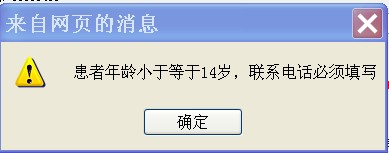 来自网页的消息
患者年龄小于等于14岁，联系电话必须填写
确定